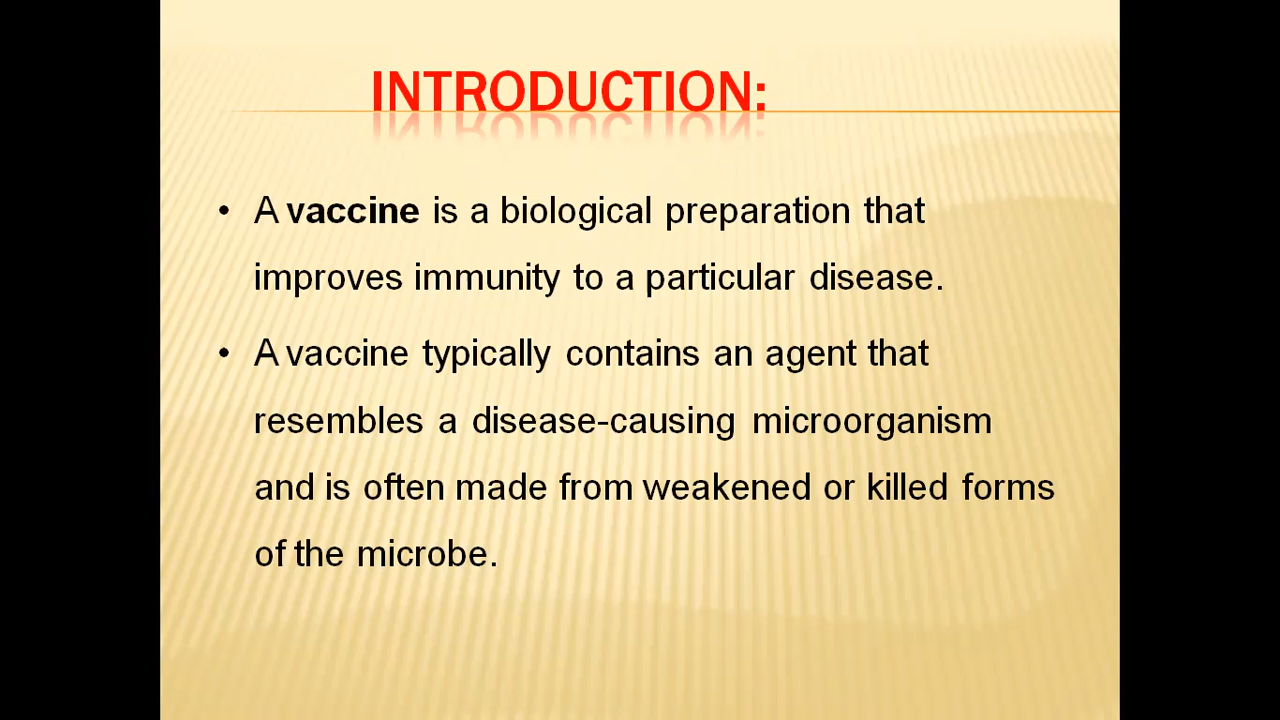 INTRODUCTION:
• A vaccine is a biological preparation that
improves immunity to a particular disease.
• A vaccine typically contains an agent that
resembles a disease-causing microorganism
and is often made from weakened or killed forms
of the microbe.